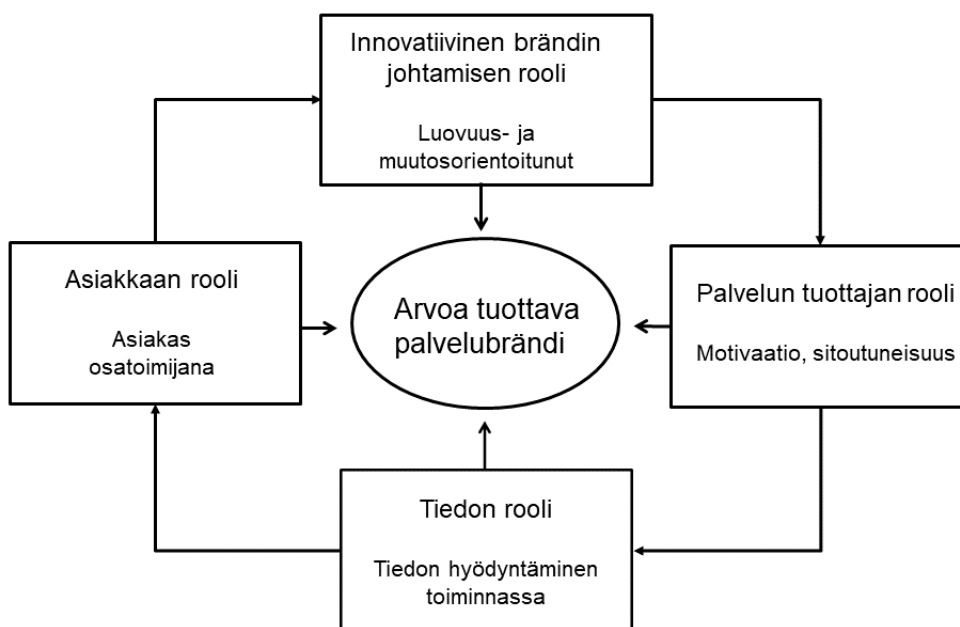 Innovatiivinen brändin
johtamisen rooli
Luovuus- ja
muutosorientoitunut
Asiakkaan rooli
Asiakas
osatoimijana
Arvoa tuottava
palvelubrändi
Palvelun tuottajan rooli
Motivaatio, sitoutuneisuus
Tiedon rooli
Tiedon hyödyntäminen
toiminnassa